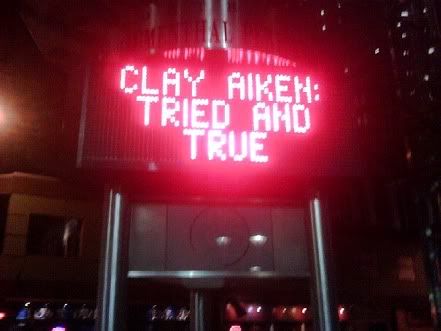 CLAY AIKEN:
TRIED AND
TRUE